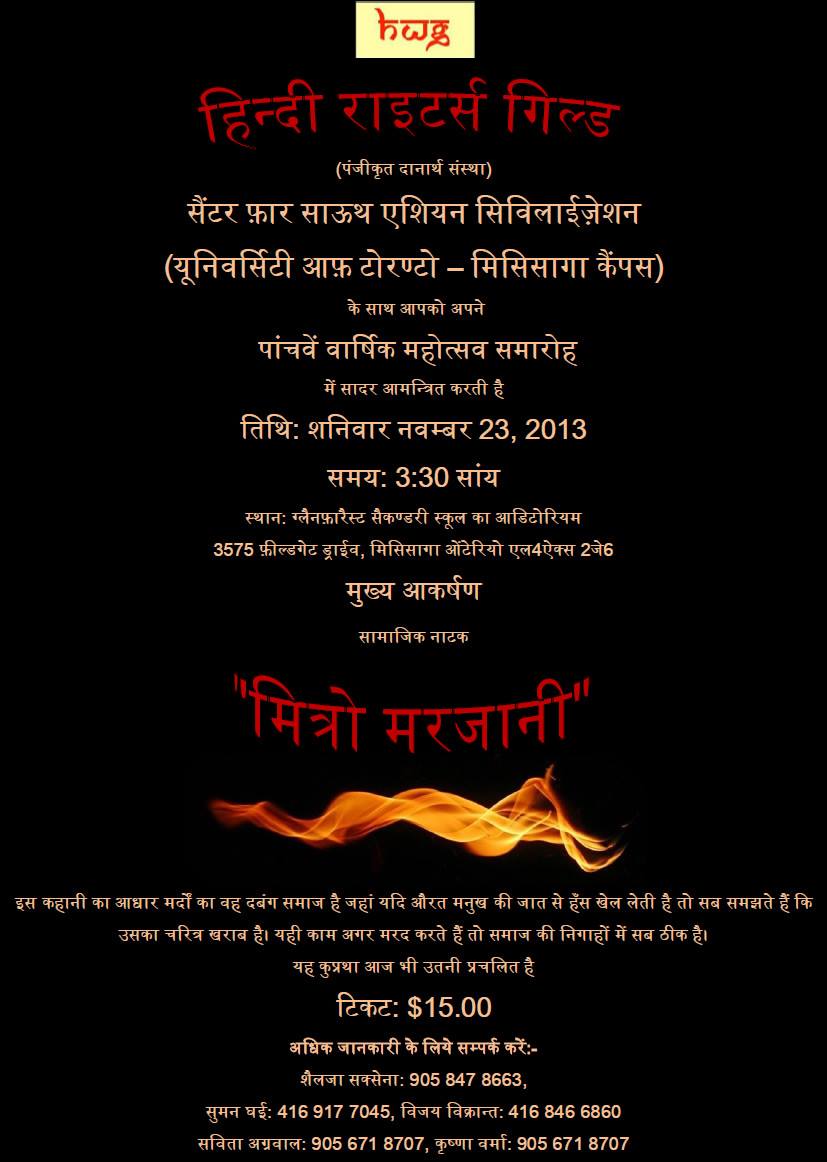 hwg
हिन्दी राइटर्स गिल्ड
(पंजीकृत दानार्थ संस्था)
सैंटर फ़ार साऊथ एशियन सिविलाईज़ेशन
(यूनिवर्सिटी आफ़ टोरण्टो – मिसिसागा कैंपस)
के साथ आपको अपने
पांचवें वार्षिक महोत्सव समारोह
में सादर आमन्त्रित करती है
तिथि: शनिवार नवम्बर 23, 2013
समय: 3:30 सांय
स्थान: ग्लैनफ़ारैस्ट सैकण्डरी स्कूल का आडिटोरियम
3575 फ़ील्डगेट ड्राईव, मिसिसागा ओंटेरियो एल4ऐक्स 2जे6
मुख्य आकर्षण
सामाजिक नाटक
"मित्रो मरजानी"
इस कहानी का आधार मर्दों का वह दबंग समाज है जहां यदि औरत मनुख की जात से हँस खेल लेती है तो सब समझते हैं कि
उसका चरित्र खराब है। यही काम अगर मरद करते हैं तो समाज की निगाहों में सब ठीक है।
यह कुप्रथा आज भी उतनी प्रचलित है
टिकट: $15.00
अधिक जानकारी के लिये सम्पर्क करें:-
शैलजा सक्सेना: 905 847 8663,
सुमन घई: 416 917 7045, विजय विक्रान्त: 416 846 6860
सविता अग्रवाल: 905 671 8707, कृष्णा वर्मा: 905 671 8707